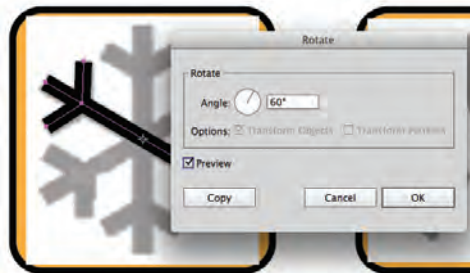 Rotate
Rotate
Angle: 60°
Options: Transform Objects Transform Patterns
Preview
Copy Cancel OK